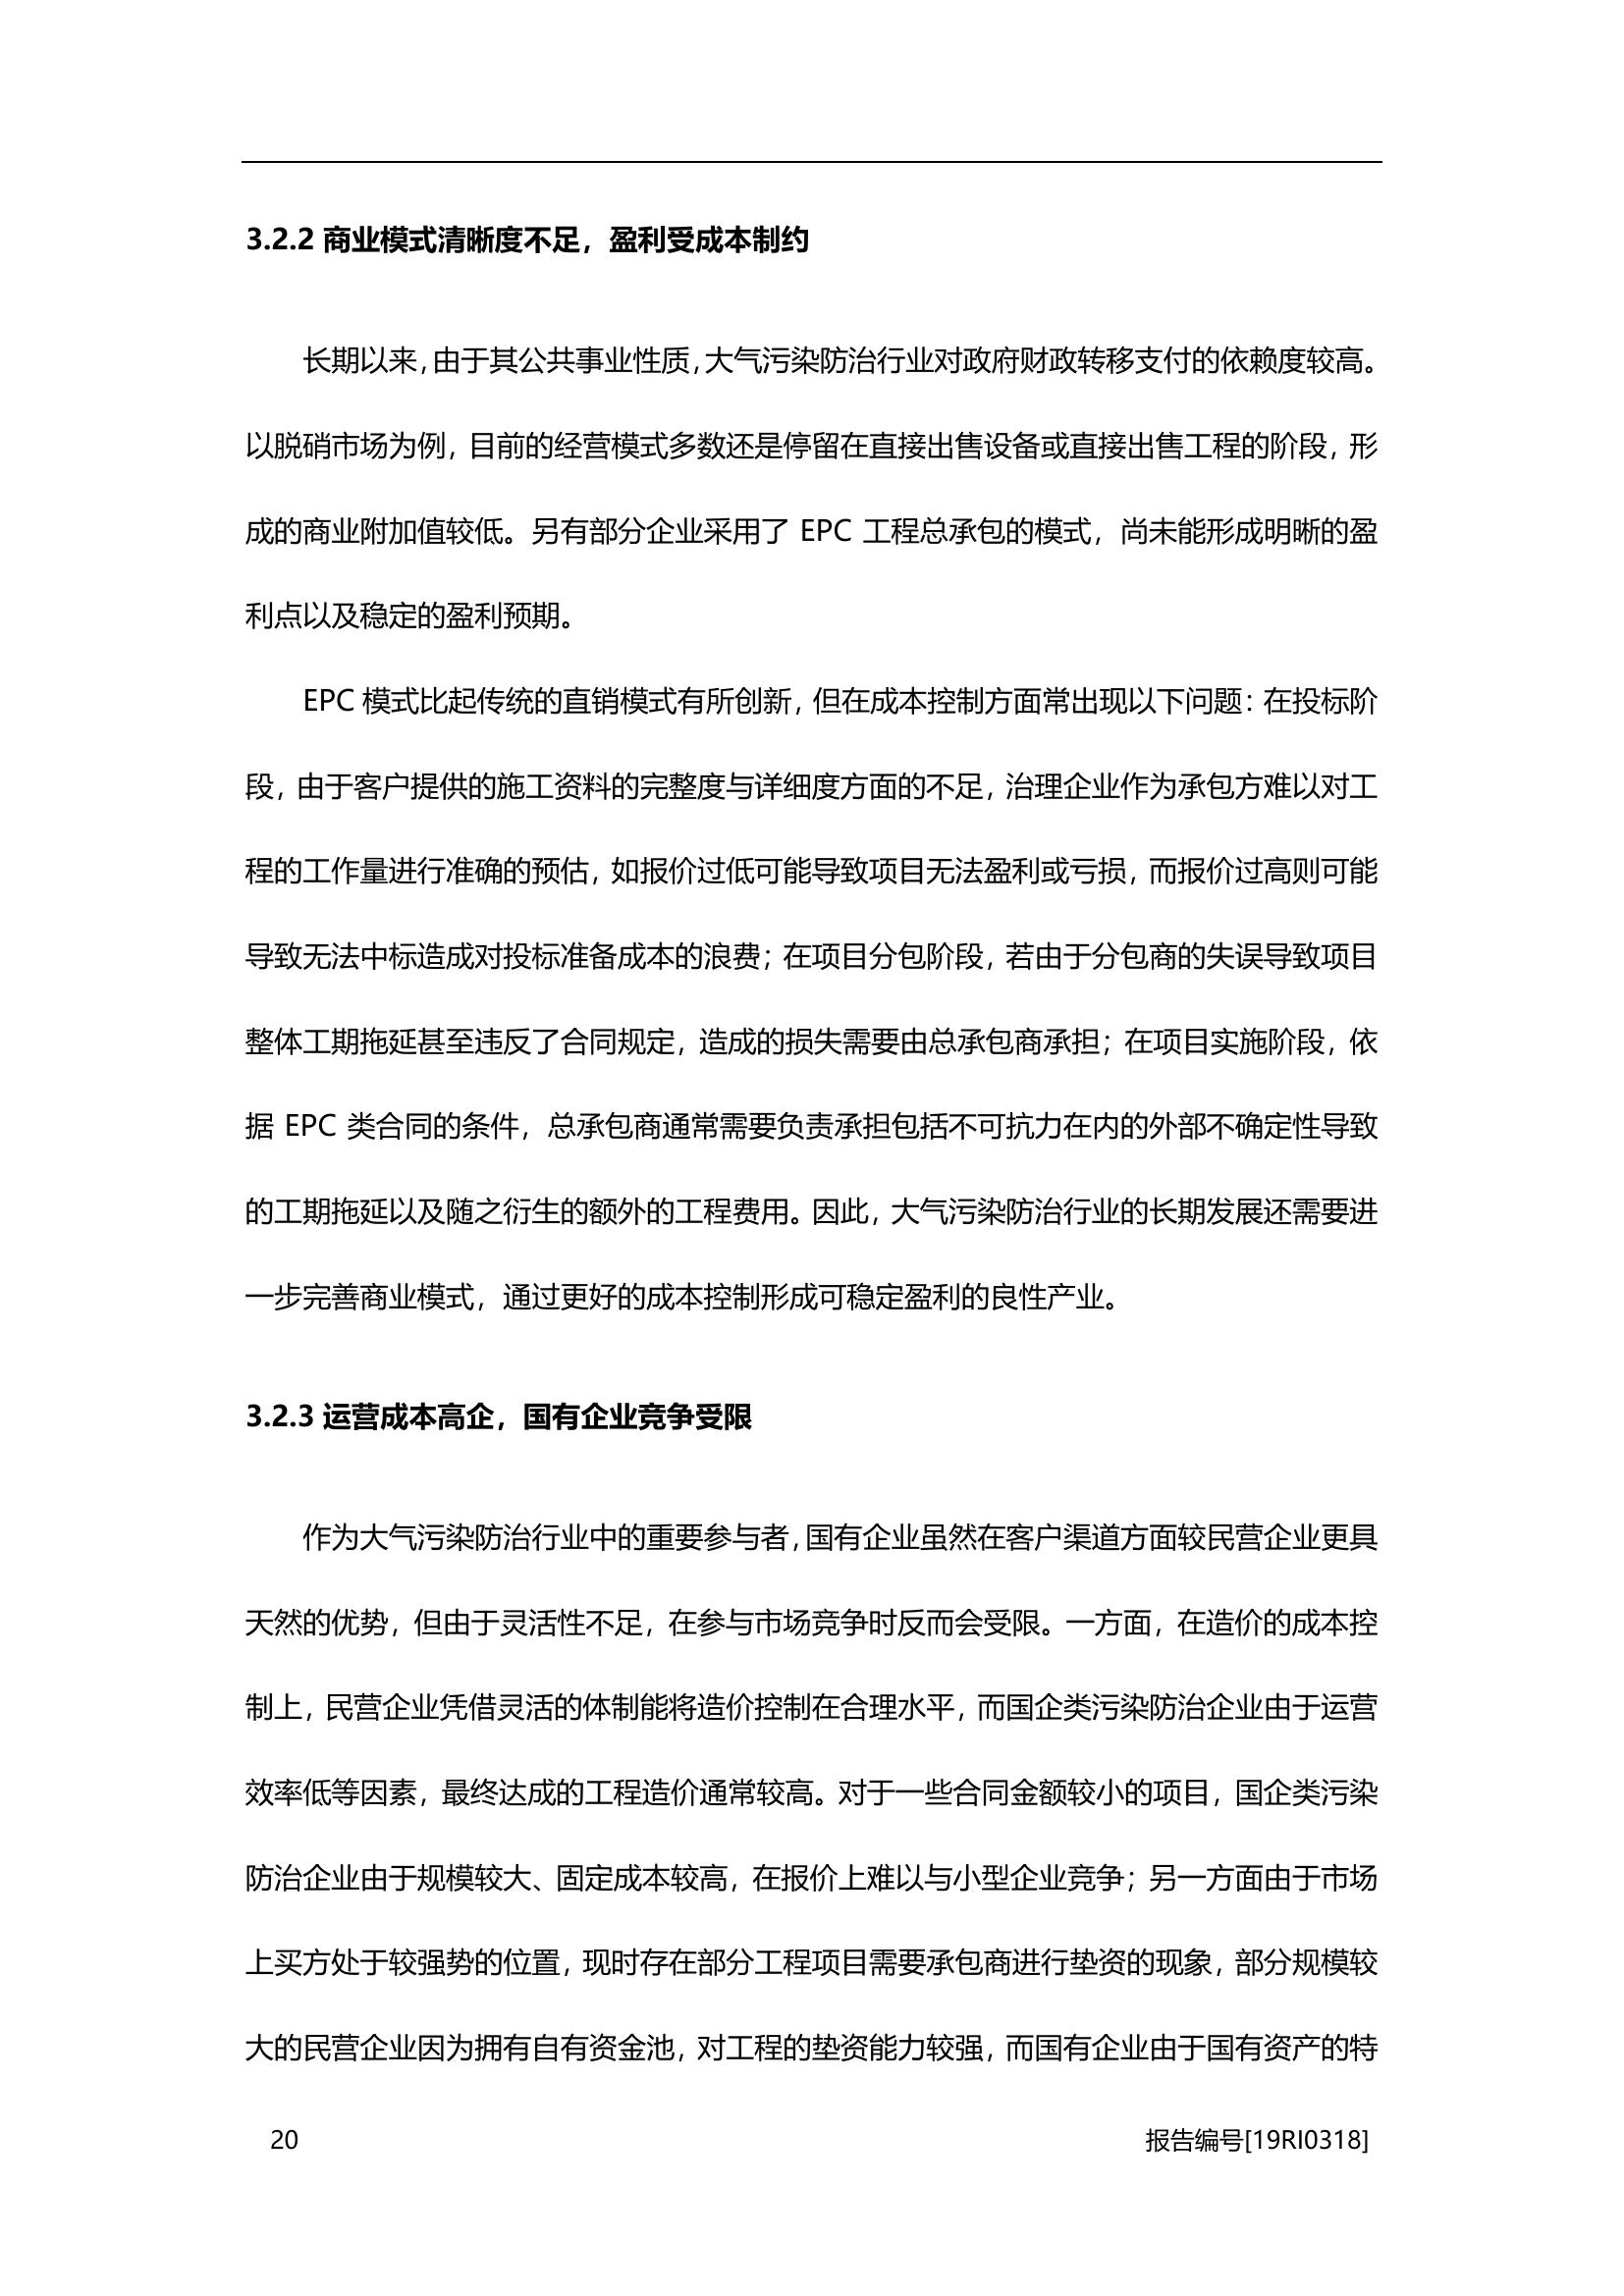 3.2.2 商业模式清晰度不足，盈利受成本制约
长期以来，由于其公共事业性质，大气污染防治行业对政府财政转移支付的依赖度较高。
以脱硝市场为例，目前的经营模式多数还是停留在直接出售设备或直接出售工程的阶段，形
成的商业附加值较低。另有部分企业采用了 EPC 工程总承包的模式，尚未能形成明晰的盈
利点以及稳定的盈利预期。
EPC 模式比起传统的直销模式有所创新，但在成本控制方面常出现以下问题：在投标阶
段，由于客户提供的施工资料的完整度与详细度方面的不足，治理企业作为承包方难以对工
程的工作量进行准确的预估，如报价过低可能导致项目无法盈利或亏损，而报价过高则可能
导致无法中标造成对投标准备成本的浪费；在项目分包阶段，若由于分包商的失误导致项目
整体工期拖延甚至违反了合同规定，造成的损失需要由总承包商承担；在项目实施阶段，依
据 EPC 类合同的条件，总承包商通常需要负责承担包括不可抗力在内的外部不确定性导致
的工期拖延以及随之衍生的额外的工程费用。因此，大气污染防治行业的长期发展还需要进
一步完善商业模式，通过更好的成本控制形成可稳定盈利的良性产业。
3.2.3 运营成本高企，国有企业竞争受限
作为大气污染防治行业中的重要参与者，国有企业虽然在客户渠道方面较民营企业更具
天然的优势，但由于灵活性不足，在参与市场竞争时反而会受限。一方面，在造价的成本控
制上，民营企业凭借灵活的体制能将造价控制在合理水平，而国企类污染防治企业由于运营
效率低等因素，最终达成的工程造价通常较高。对于一些合同金额较小的项目，国企类污染
防治企业由于规模较大、固定成本较高，在报价上难以与小型企业竞争；另一方面由于市场
上买方处于较强势的位置，现时存在部分工程项目需要承包商进行垫资的现象，部分规模较
大的民营企业因为拥有自有资金池，对工程的垫资能力较强，而国有企业由于国有资产的特
20 报告编号[19RI0318]